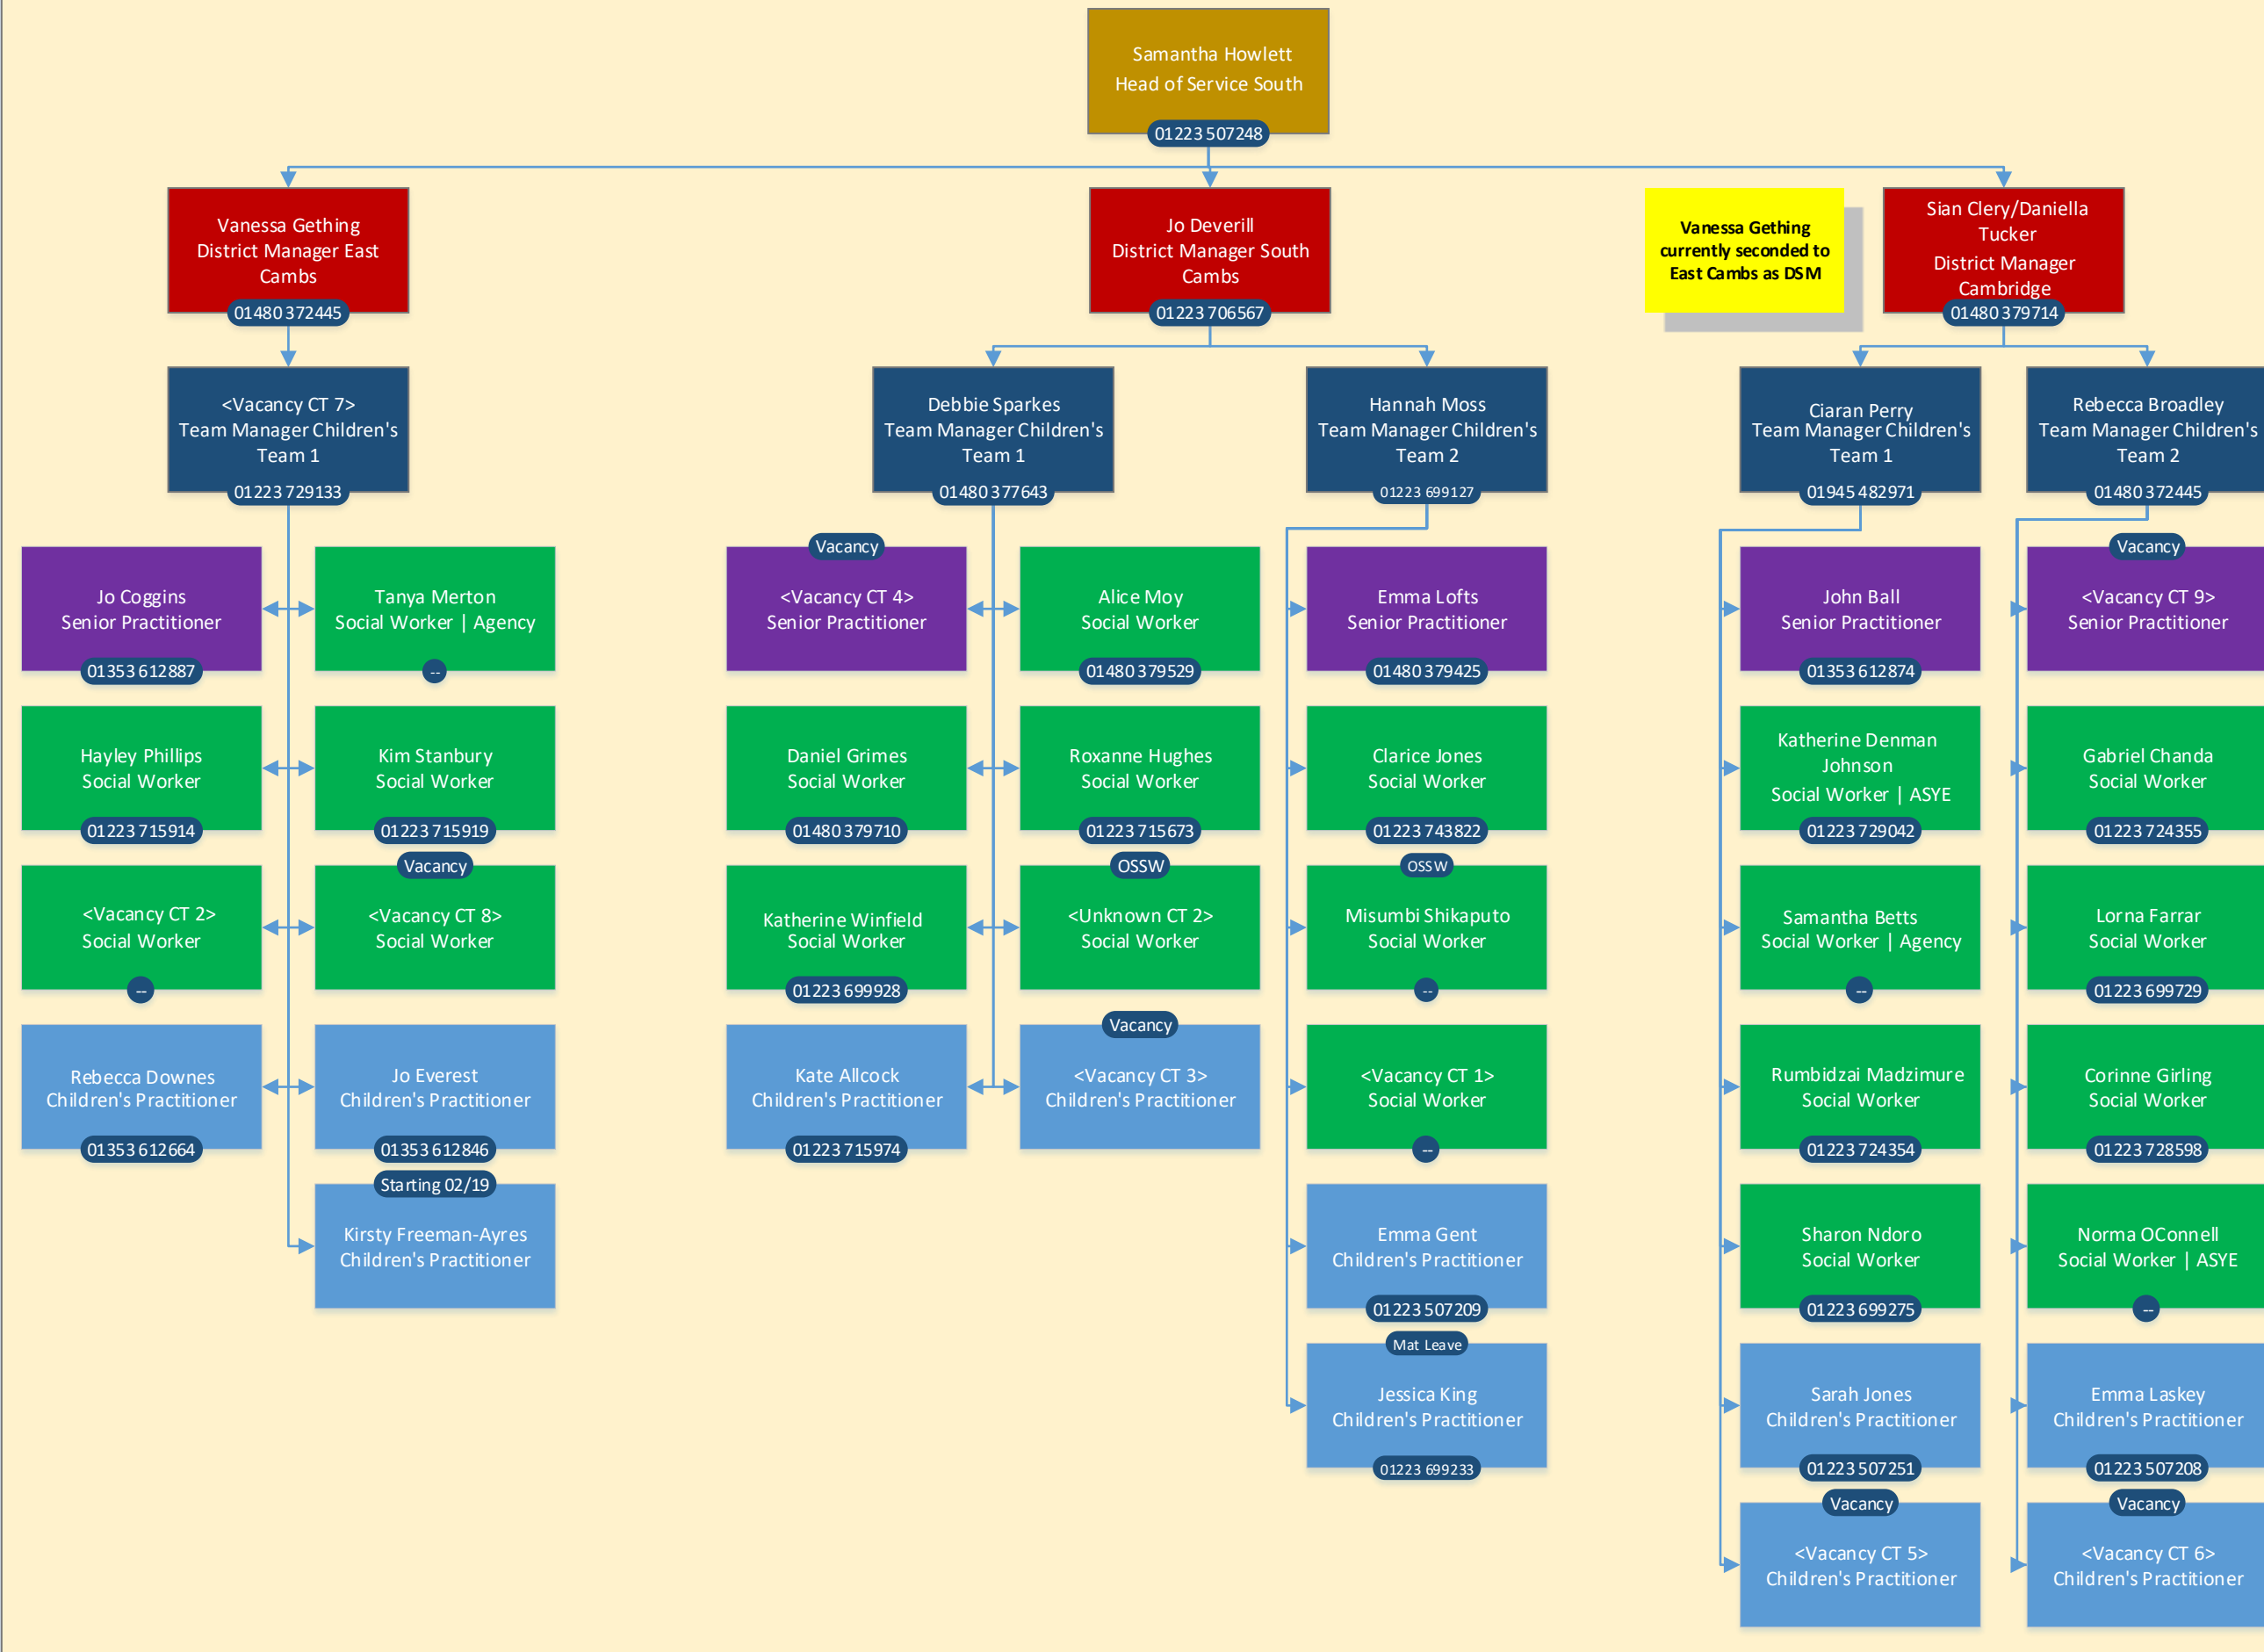 Samantha Howlett
Head of Service South
01223 507248
Vanessa Gething
District Manager East
Cambs
01480 372445
Jo Deverill
District Manager South
Cambs
01223 706567
Vanessa Gething
currently seconded to
East Cambs as DSM
Sian Clery/Daniella
Tucker
District Manager
Cambridge
01480 379714
<Vacancy CT 7>
Team Manager Children's
Team 1
01223 729133
Debbie Sparkes
Team Manager Children's
Team 1
01480 377643
Hannah Moss
Team Manager Children's
Team 2
01223 699127
Ciaran Perry
Team Manager Children's
Team 1
01945 482971
Rebecca Broadley
Team Manager Children's
Team 2
01480 372445
Jo Coggins
Senior Practitioner
01353 612887
Tanya Merton
Social Worker | Agency
--
Hayley Phillips
Social Worker
01223 715914
Kim Stanbury
Social Worker
01223 715919
<Vacancy CT 2>
Social Worker
--
Vacancy
<Vacancy CT 8>
Social Worker
Rebecca Downes
Children's Practitioner
01353 612664
Jo Everest
Children's Practitioner
01353 612846
Starting 02/19
Kirsty Freeman-Ayres
Children's Practitioner
Vacancy
<Vacancy CT 4>
Senior Practitioner
Alice Moy
Social Worker
01480 379529
Daniel Grimes
Social Worker
01480 379710
Roxanne Hughes
Social Worker
01223 715673
Katherine Winfield
Social Worker
01223 699928
OSSW
<Unknown CT 2>
Social Worker
Kate Allcock
Children's Practitioner
01223 715974
Vacancy
<Vacancy CT 3>
Children's Practitioner
Emma Lofts
Senior Practitioner
01480 379425
Clarice Jones
Social Worker
01223 743822
OSSW
Misumbi Shikaputo
Social Worker
--
<Vacancy CT 1>
Social Worker
--
Emma Gent
Children's Practitioner
01223 507209
Mat Leave
Jessica King
Children's Practitioner
01223 699233
John Ball
Senior Practitioner
01353 612874
Katherine Denman
Johnson
Social Worker | ASYE
01223 729042
Samantha Betts
Social Worker | Agency
--
Rumbidzai Madzimure
Social Worker
01223 724354
Sharon Ndoro
Social Worker
01223 699275
Sarah Jones
Children's Practitioner
01223 507251
Vacancy
<Vacancy CT 5>
Children's Practitioner
Vacancy
<Vacancy CT 9>
Senior Practitioner
Gabriel Chanda
Social Worker
01223 724355
Lorna Farrar
Social Worker
01223 699729
Corinne Girling
Social Worker
01223 728598
Norma OConnell
Social Worker | ASYE
--
Emma Laskey
Children's Practitioner
01223 507208
Vacancy
<Vacancy CT 6>
Children's Practitioner